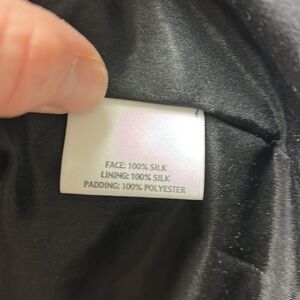 FACE: 100% SILK
LINING: 100% SILK
PADDING: 100% POLYESTER